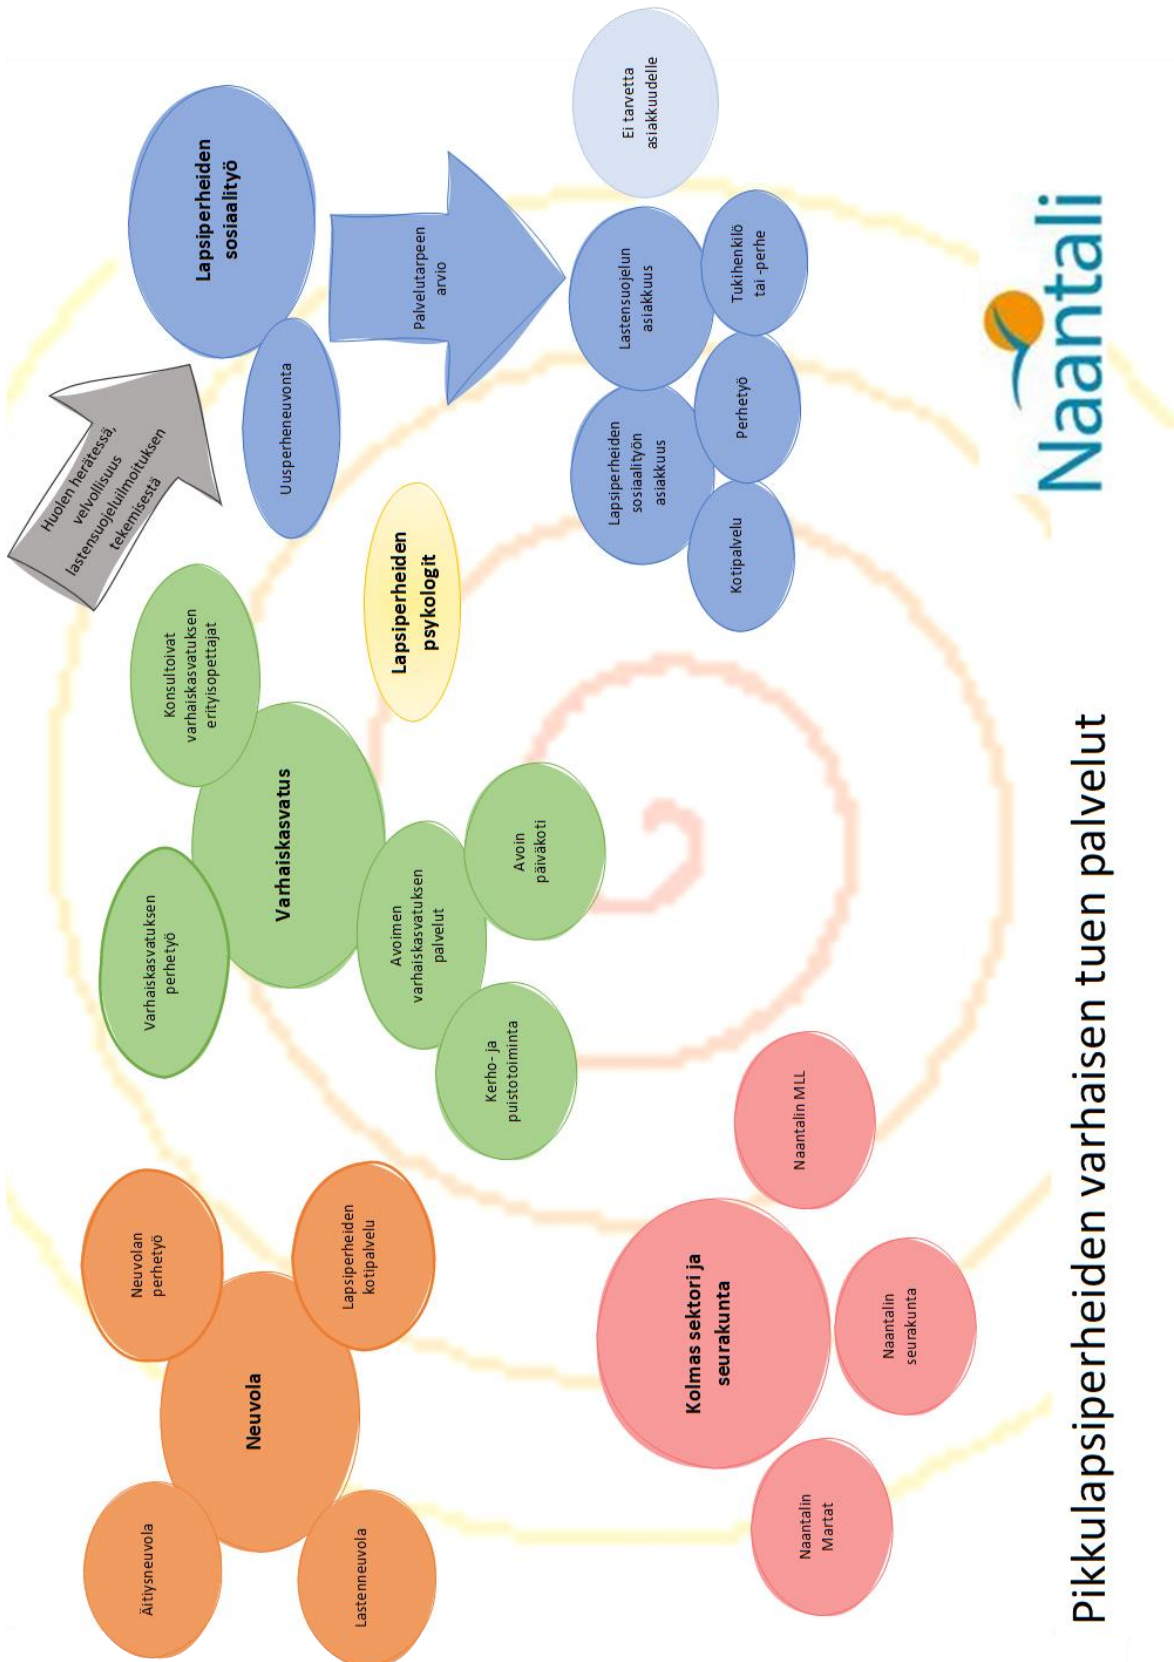 Äitiysneuvola
Neuvolan
perhetyö
Neuvola
Lastenneuvola
Lapsiperheiden
kotipalvelu
Varhaiskasvatuksen
perhetyö
Konsultoivat
varhaiskasvatuksen
erityisopettajat
Varhaiskasvatus
Avoimen
varhaiskasvatuksen
palvelut
Kerho- ja
puistotoiminta
Avoin
päiväkoti
Lapsiperheiden
psykologit
Huolen herätessä,
velvollisuus
lastensuojeluilmoituksen
tekemisestä
Lapsiperheiden
sosiaalityö
Uusperheneuvonta
Palvelutarpeen
arvio
Lapsiperheiden
sosiaalityön
asiakkuus
Lastensuojelun
asiakkuus
Ei tarvetta
asiakkuudelle
Kotipalvelu
Perhetyö
Tukihenkilö
tai -perhe
Kolmas sektori ja
seurakunta
Naantalin
Martat
Naantalin
seurakunta
Naantalin MLL
Pikkulapsiperheiden varhaisen tuen palvelut
Naantali